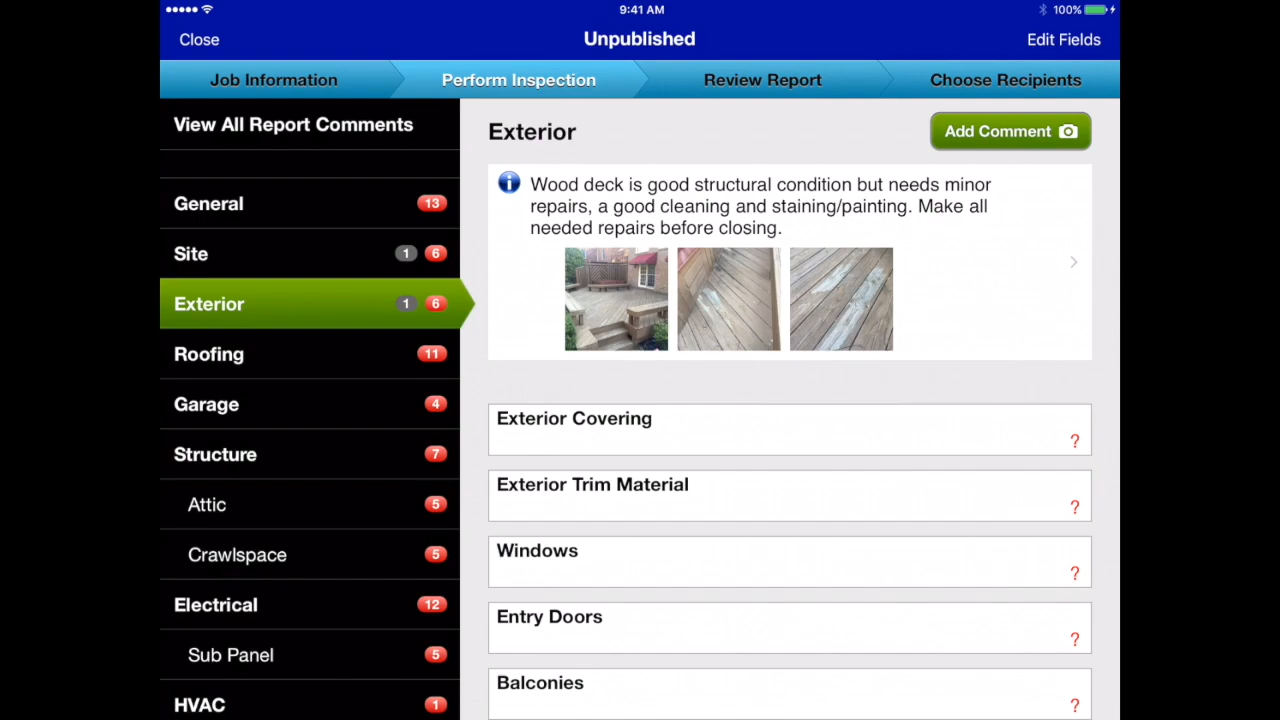 9:41 AM
100%
Close
Unpublished
Edit Fields
Job Information
Perform Inspection
Review Report
Choose Recipients
View All Report Comments
General 13
Site 1 6
Exterior 1 6
Roofing 11
Garage 4
Structure 7
Attic 5
Crawlspace 5
Electrical 12
Sub Panel 5
HVAC 1
Exterior
Add Comment
Wood deck is good structural condition but needs minor
repairs, a good cleaning and staining/painting. Make all
needed repairs before closing.
Exterior Covering
?
Exterior Trim Material
?
Windows
?
Entry Doors
?
Balconies
?